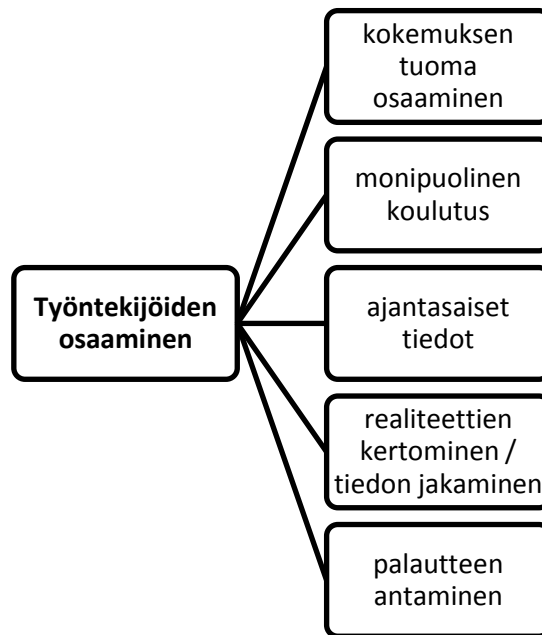 Työntekijöiden
osaaminen
kokemuksen
tuoma
osaaminen
monipuolinen
koulutus
ajantasaiset
tiedot
realiteettien
kertominen /
tiedon jakaminen
palautteen
antaminen